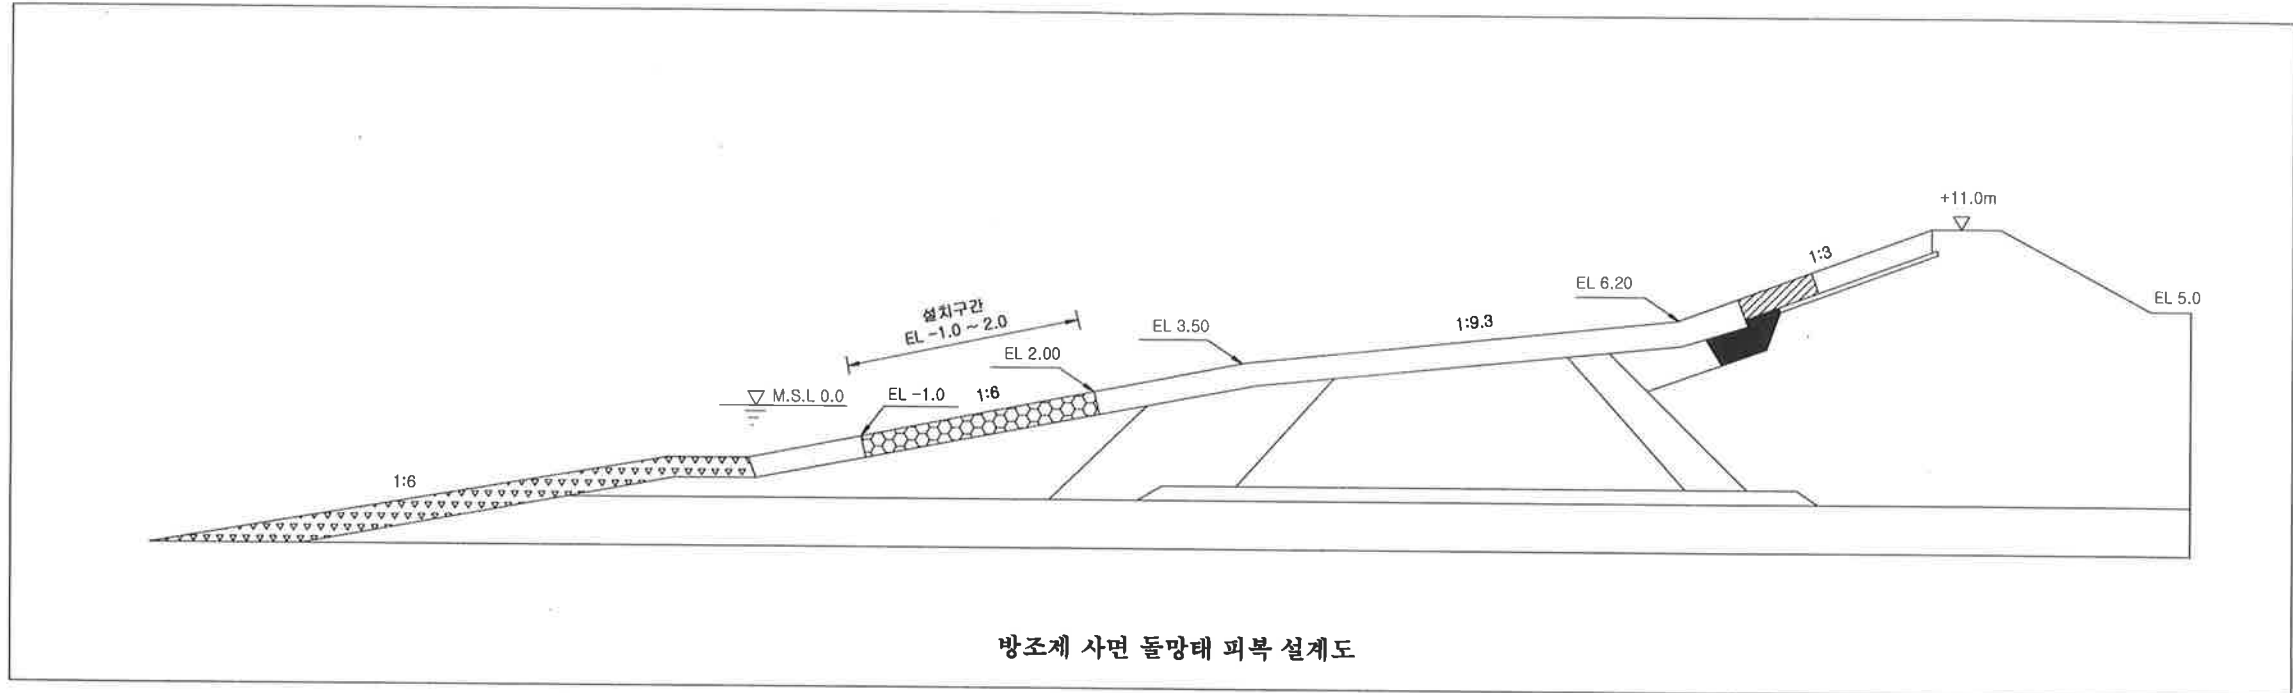 +11.0m
1:3
EL 6.20
EL 5.0
설치구간
EL -1.0 ~ 2.0
EL 3.50
1:9.3
EL 2.00
M.S.L 0.0
EL -1.0
1:6
1:6
방조제 사면 돌망태 피복 설계도